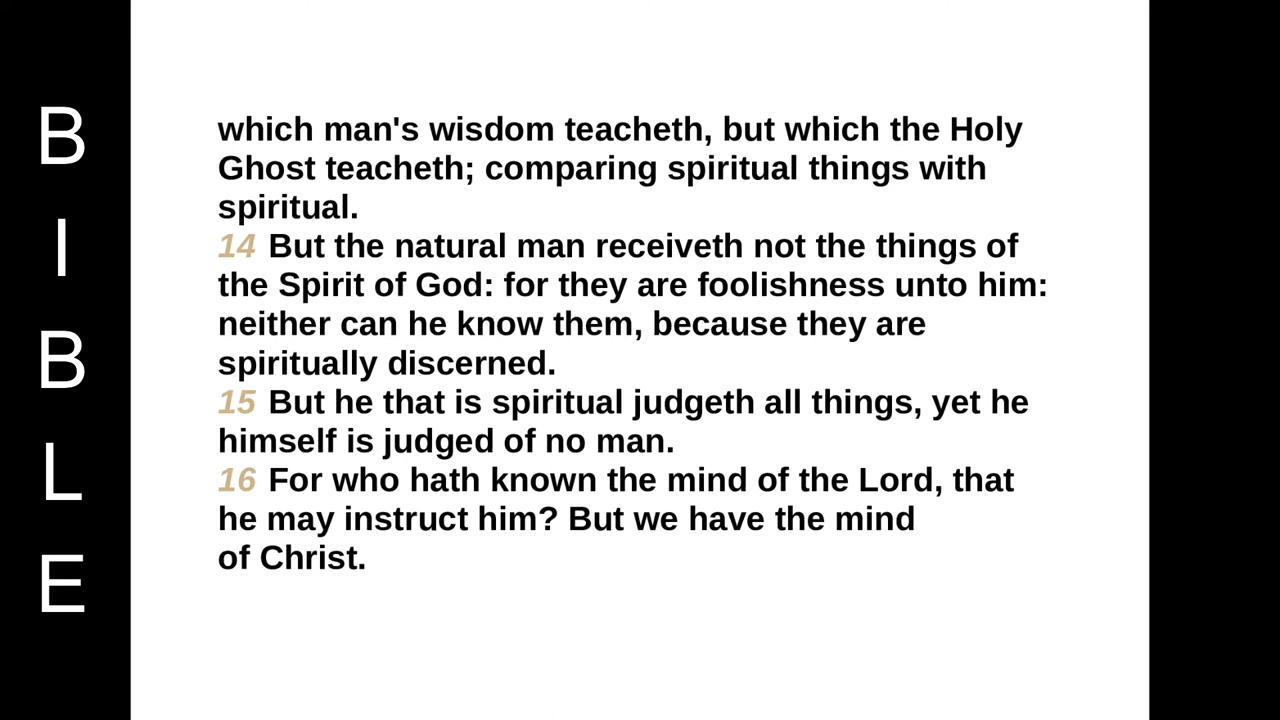 BIBLE
which man's wisdom teacheth, but which the Holy
Ghost teacheth; comparing spiritual things with
spiritual.
14 But the natural man receiveth not the things of
the Spirit of God: for they are foolishness unto him:
neither can he know them, because they are
spiritually discerned.
15 But he that is spiritual judgeth all things, yet he
himself is judged of no man.
16 For who hath known the mind of the Lord, that
he may instruct him? But we have the mind
of Christ.